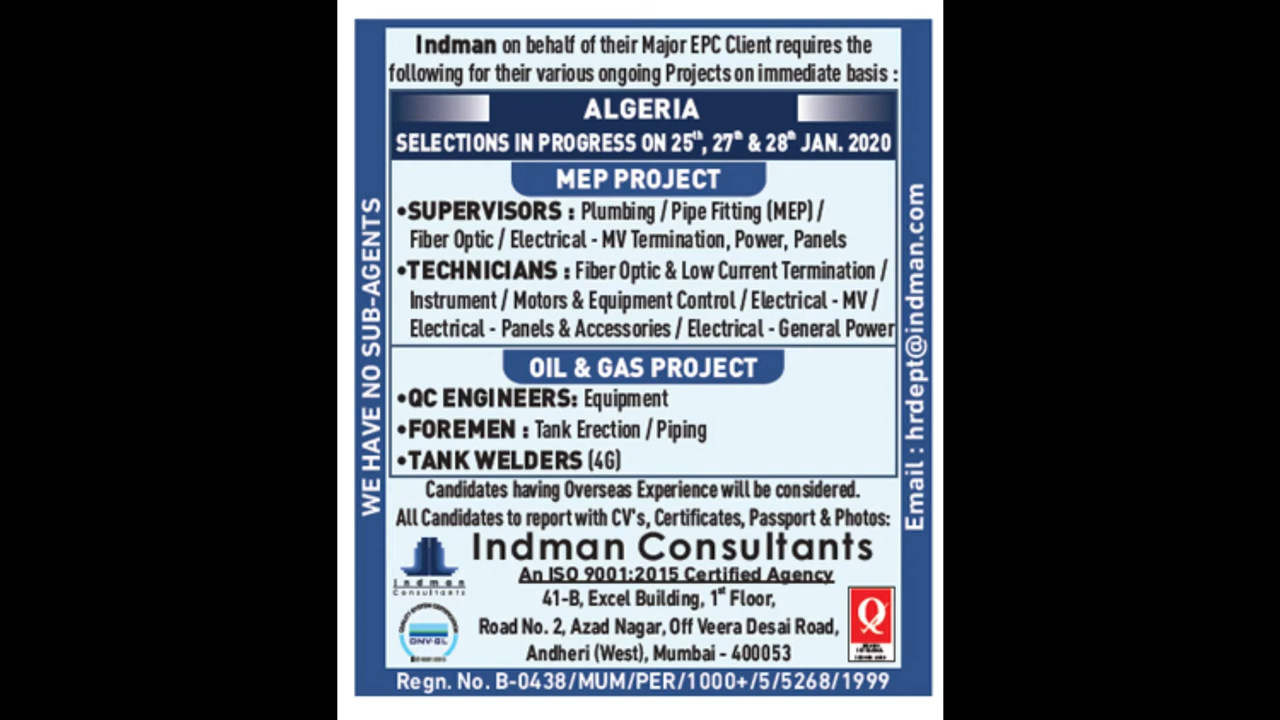 Indman on behalf of their Major EPC Client requires the
following for their various ongoing Projects on immediate basis :
ALGERIA
SELECTIONS IN PROGRESS ON 25th, 27th & 28th JAN. 2020
MEP PROJECT
•SUPERVISORS : Plumbing / Pipe Fitting (MEP) /
Fiber Optic / Electrical - MV Termination, Power, Panels
•TECHNICIANS : Fiber Optic & Low Current Termination /
Instrument / Motors & Equipment Control / Electrical - MV /
Electrical - Panels & Accessories / Electrical - General Power
OIL & GAS PROJECT
•QC ENGINEERS: Equipment
•FOREMEN : Tank Erection / Piping
•TANK WELDERS (4G)
Candidates having Overseas Experience will be considered.
All Candidates to report with CV's, Certificates, Passport & Photos:
Indman Consultants
An ISO 9001:2015 Certified Agency
41-B, Excel Building, 1st Floor,
Road No. 2, Azad Nagar, Off Veera Desai Road,
Andheri (West), Mumbai - 400053
Indman
Consultants
DNV·GL
Q
Regn. No. B-0438/MUM/PER/1000+/5/5268/1999
WE HAVE NO SUB-AGENTS
Email : hrdept@indman.com